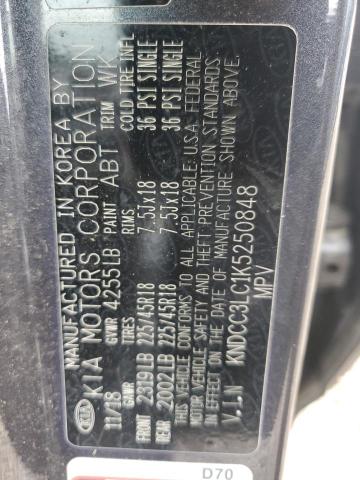 MANUFACTURED IN KOREA BY
KIA MOTORS CORPORATION
11/18 GVWR 4255LB PAINT ABT TRIM WK
GAWR RIMS COLD TIRE INFL
FRONT 2319LB 225/45R18 7.5Jx18 36 PSI SINGLE
REAR 2002LB 225/45R18 7.5Jx18 36 PSI SINGLE
THIS VEHICLE CONFORMS TO ALL APPLICABLE U.S.A. FEDERAL
MOTOR VEHICLE SAFETY AND THEFT PREVENTION STANDARDS
IN EFFECT ON THE DATE OF MANUFACTURE SHOWN ABOVE.
V.I.N KNDCC3LC1K5250848
MPV
D70